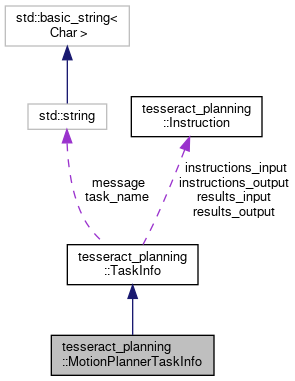 std::basic_string<
Char >
std::string
tesseract_planning
::Instruction
message
task_name
instructions_input
instructions_output
results_input
results_output
tesseract_planning
::TaskInfo
tesseract_planning
::MotionPlannerTaskInfo